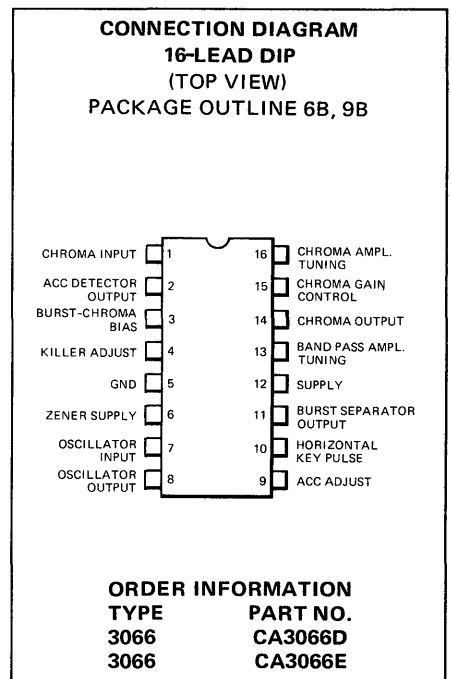 CONNECTION DIAGRAM
16-LEAD DIP
(TOP VIEW)
PACKAGE OUTLINE 6B, 9B
CHROMA INPUT 1
ACC DETECTOR
OUTPUT 2
BURST-CHROMA
BIAS 3
KILLER ADJUST 4
GND 5
ZENER SUPPLY 6
OSCILLATOR
INPUT 7
OSCILLATOR
OUTPUT 8
16 CHROMA AMPL.
TUNING
15 CHROMA GAIN
CONTROL
14 CHROMA OUTPUT
13 BAND PASS AMPL.
TUNING
12 SUPPLY
11 BURST SEPARATOR
OUTPUT
10 HORIZONTAL
KEY PULSE
9 ACC ADJUST
ORDER INFORMATION
TYPE PART NO.
3066 CA3066D
3066 CA3066E